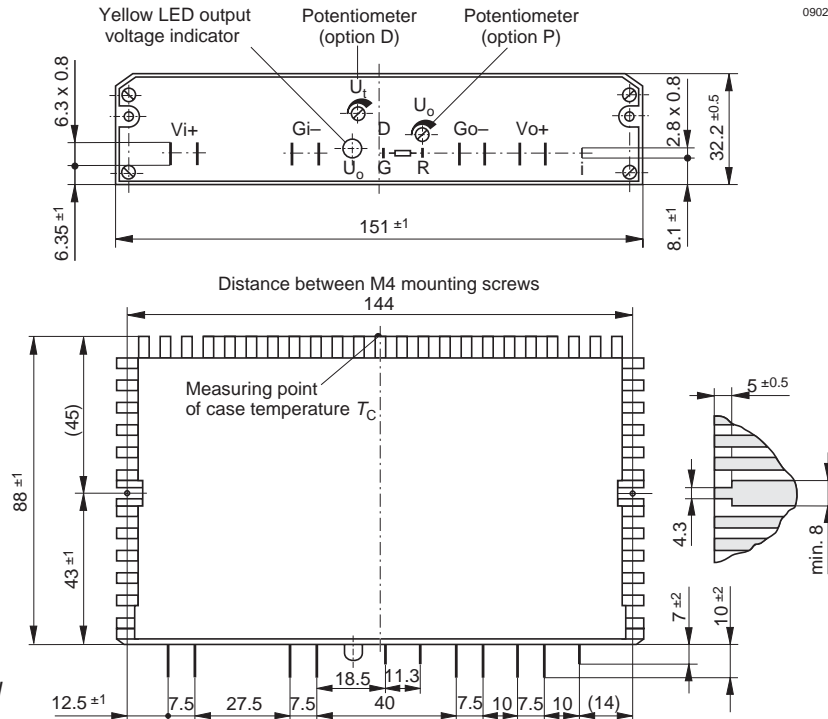 09021
Yellow LED output
voltage indicator
Potentiometer
(option D)
Potentiometer
(option P)
6.3 x 0.8
Ut
Uo
Vi+
Gi–
D
Go–
Vo+
Uo
G
R
i
2.8 x 0.8
32.2 ±0.5
6.35 ±1
151 ±1
8.1 ±1
Distance between M4 mounting screws
144
Measuring point
of case temperature TC
88 ±1
(45)
43 ±1
5 ±0.5
4.3
min. 8
7 ±2
10 ±2
18.5
11.3
12.5 ±1
7.5
27.5
7.5
40
7.5
10
7.5
10
(14)